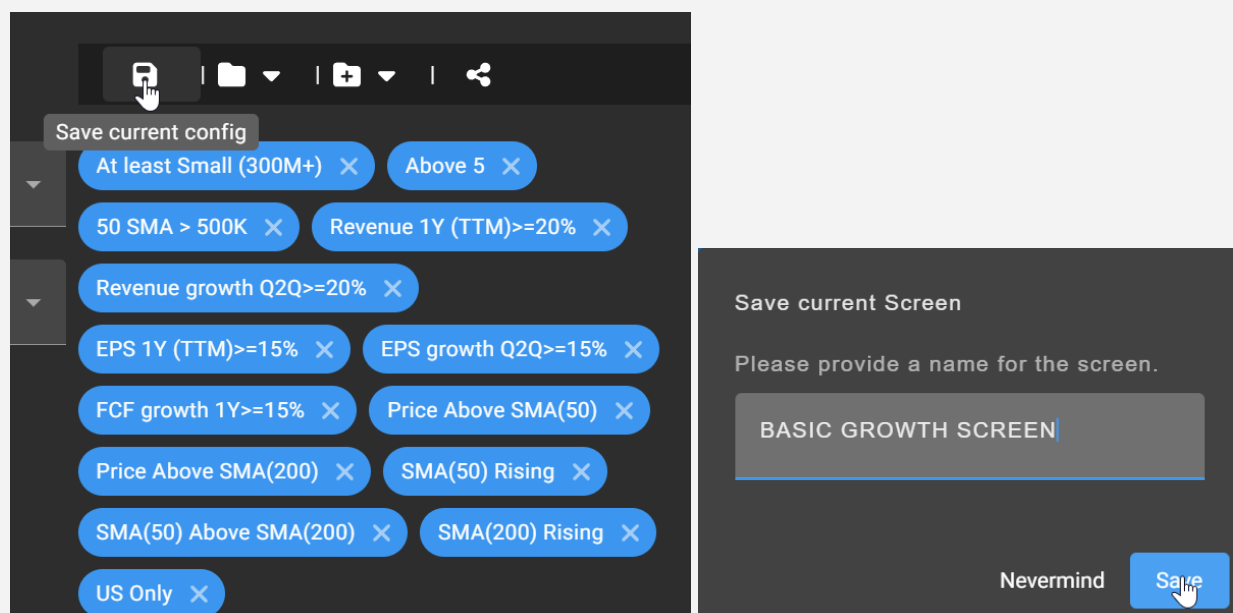 Save current config
At least Small (300M+)
Above 5
50 SMA > 500K
Revenue 1Y (TTM)>=20%
Revenue growth Q2Q>=20%
EPS 1Y (TTM)>=15%
EPS growth Q2Q>=15%
FCF growth 1Y>=15%
Price Above SMA(50)
Price Above SMA(200)
SMA(50) Rising
SMA(50) Above SMA(200)
SMA(200) Rising
US Only
Save current Screen
Please provide a name for the screen.
BASIC GROWTH SCREEN
Nevermind
Save